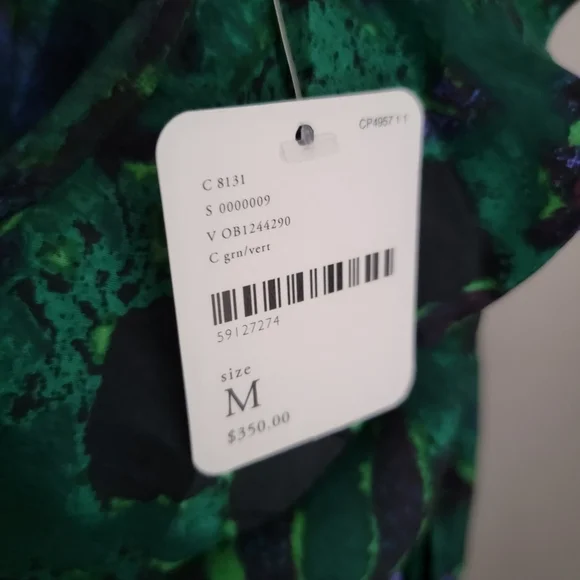 CP4957 1 1
C 8131
S 0000009
V OB1244290
C grn/vert
59127274
size
M
$350.00